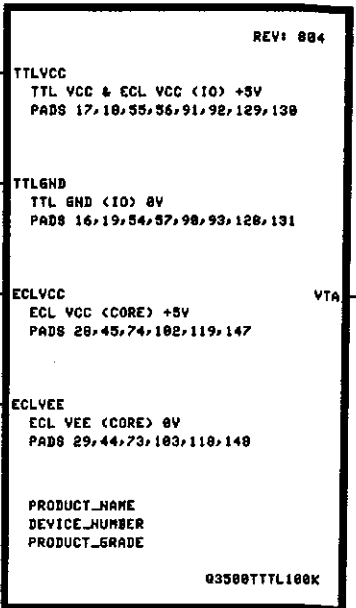 REV: 804
TTLVCC
TTL VCC & ECL VCC (IO) +5V
PADS 17,18,55,56,91,92,129,130
TTLGND
TTL GND (IO) 0V
PADS 16,19,54,57,90,93,128,131
ECLVCC
VTA
ECL VCC (CORE) +5V
PADS 28,45,74,102,119,147
ECLVEE
ECL VEE (CORE) 0V
PADS 29,44,73,103,118,148
PRODUCT_NAME
DEVICE_NUMBER
PRODUCT_GRADE
Q3500TTTL100K